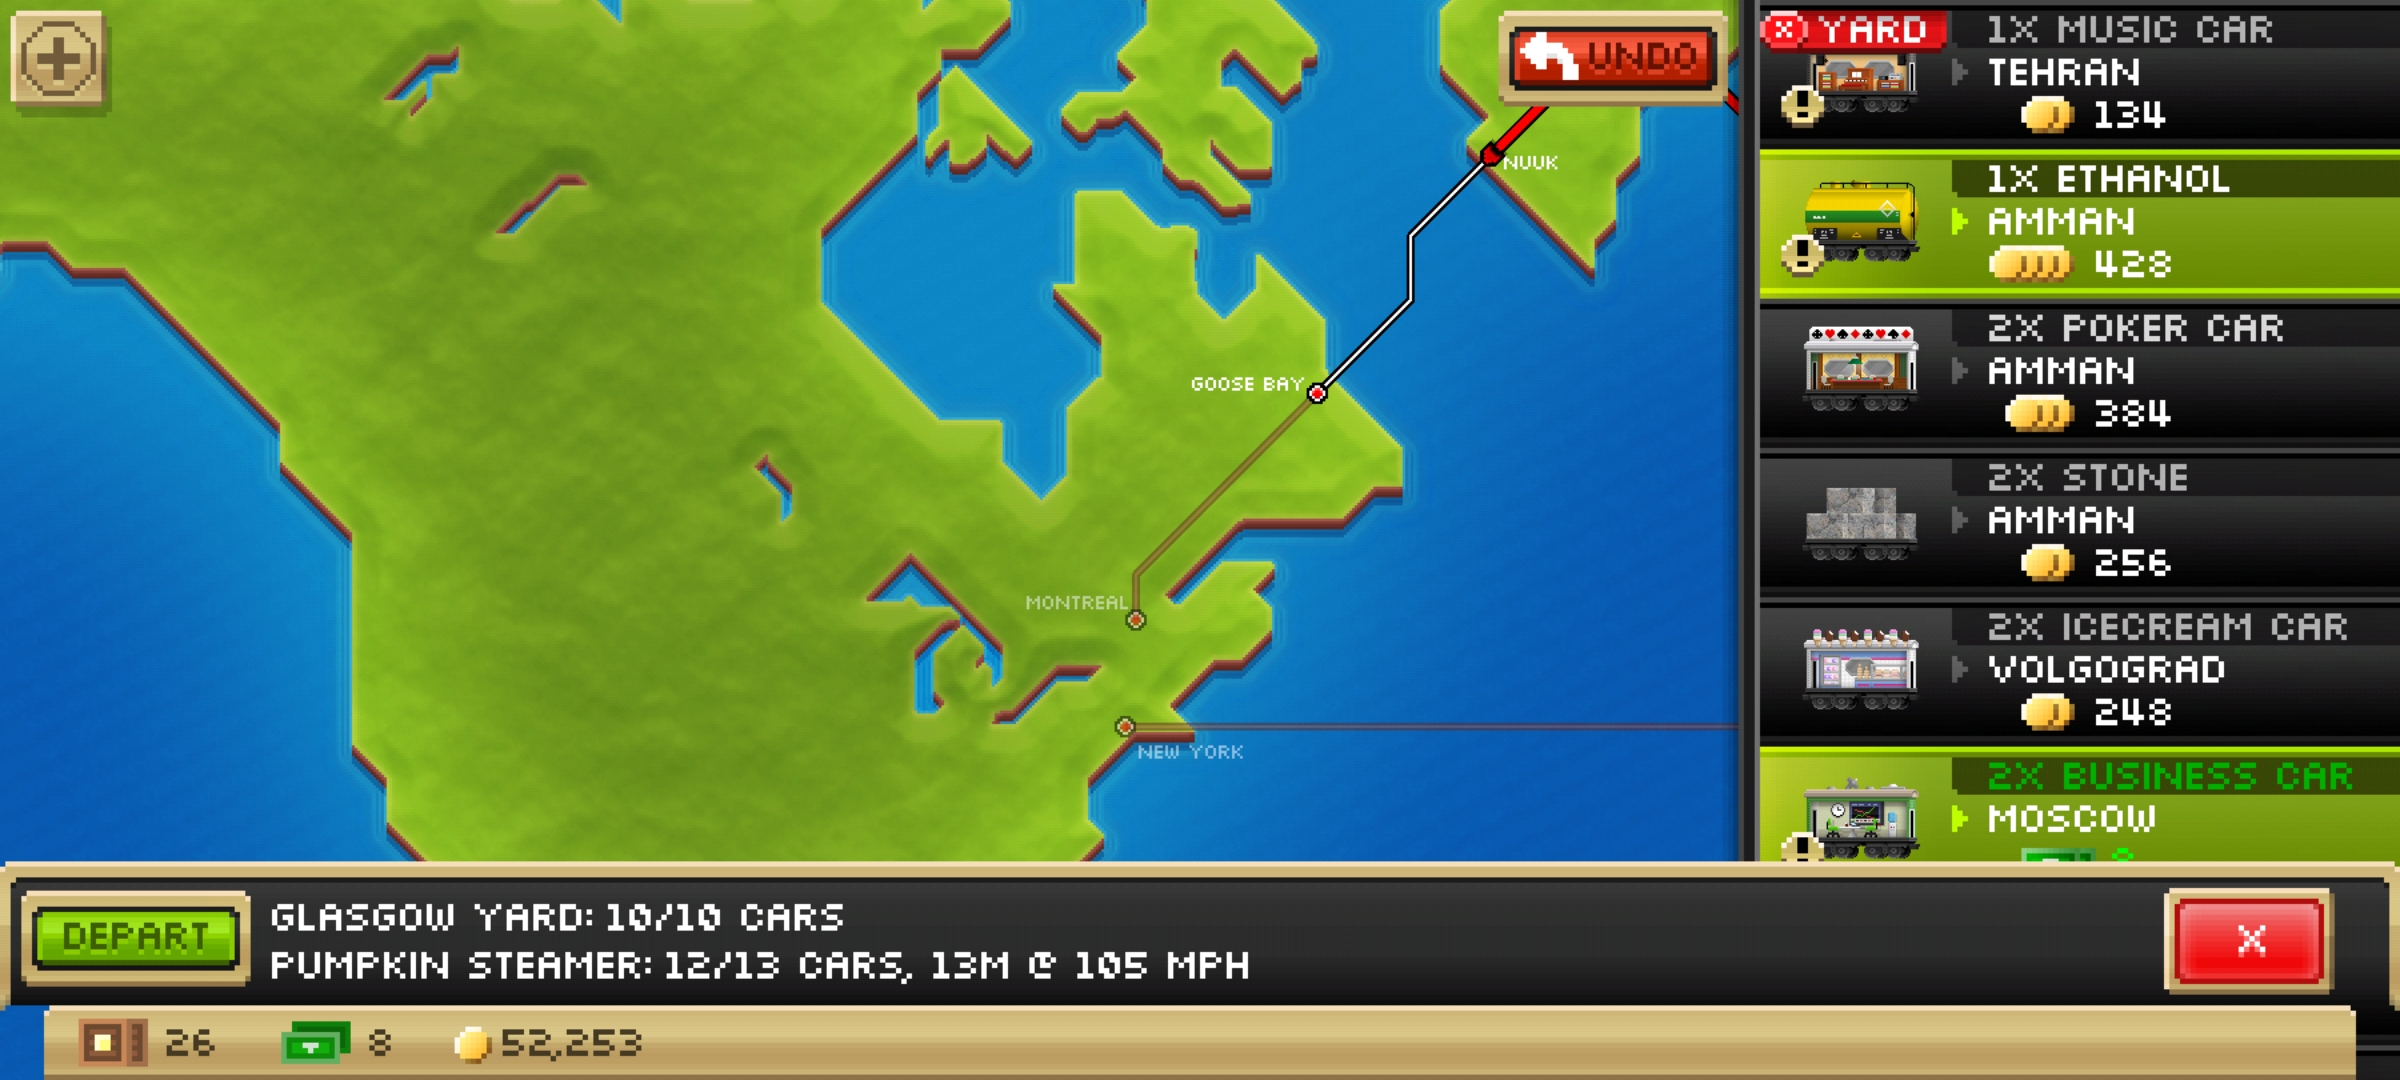 UNDO
NUUK
GOOSE BAY
MONTREAL
NEW YORK
YARD
1X MUSIC CAR
TEHRAN
134
1X ETHANOL
AMMAN
428
2X POKER CAR
AMMAN
384
2X STONE
AMMAN
256
2X ICECREAM CAR
VOLGOGRAD
248
2X BUSINESS CAR
MOSCOW
DEPART
GLASGOW YARD: 10/10 CARS
PUMPKIN STEAMER: 12/13 CARS, 13M @ 105 MPH
X
26
8
52,253